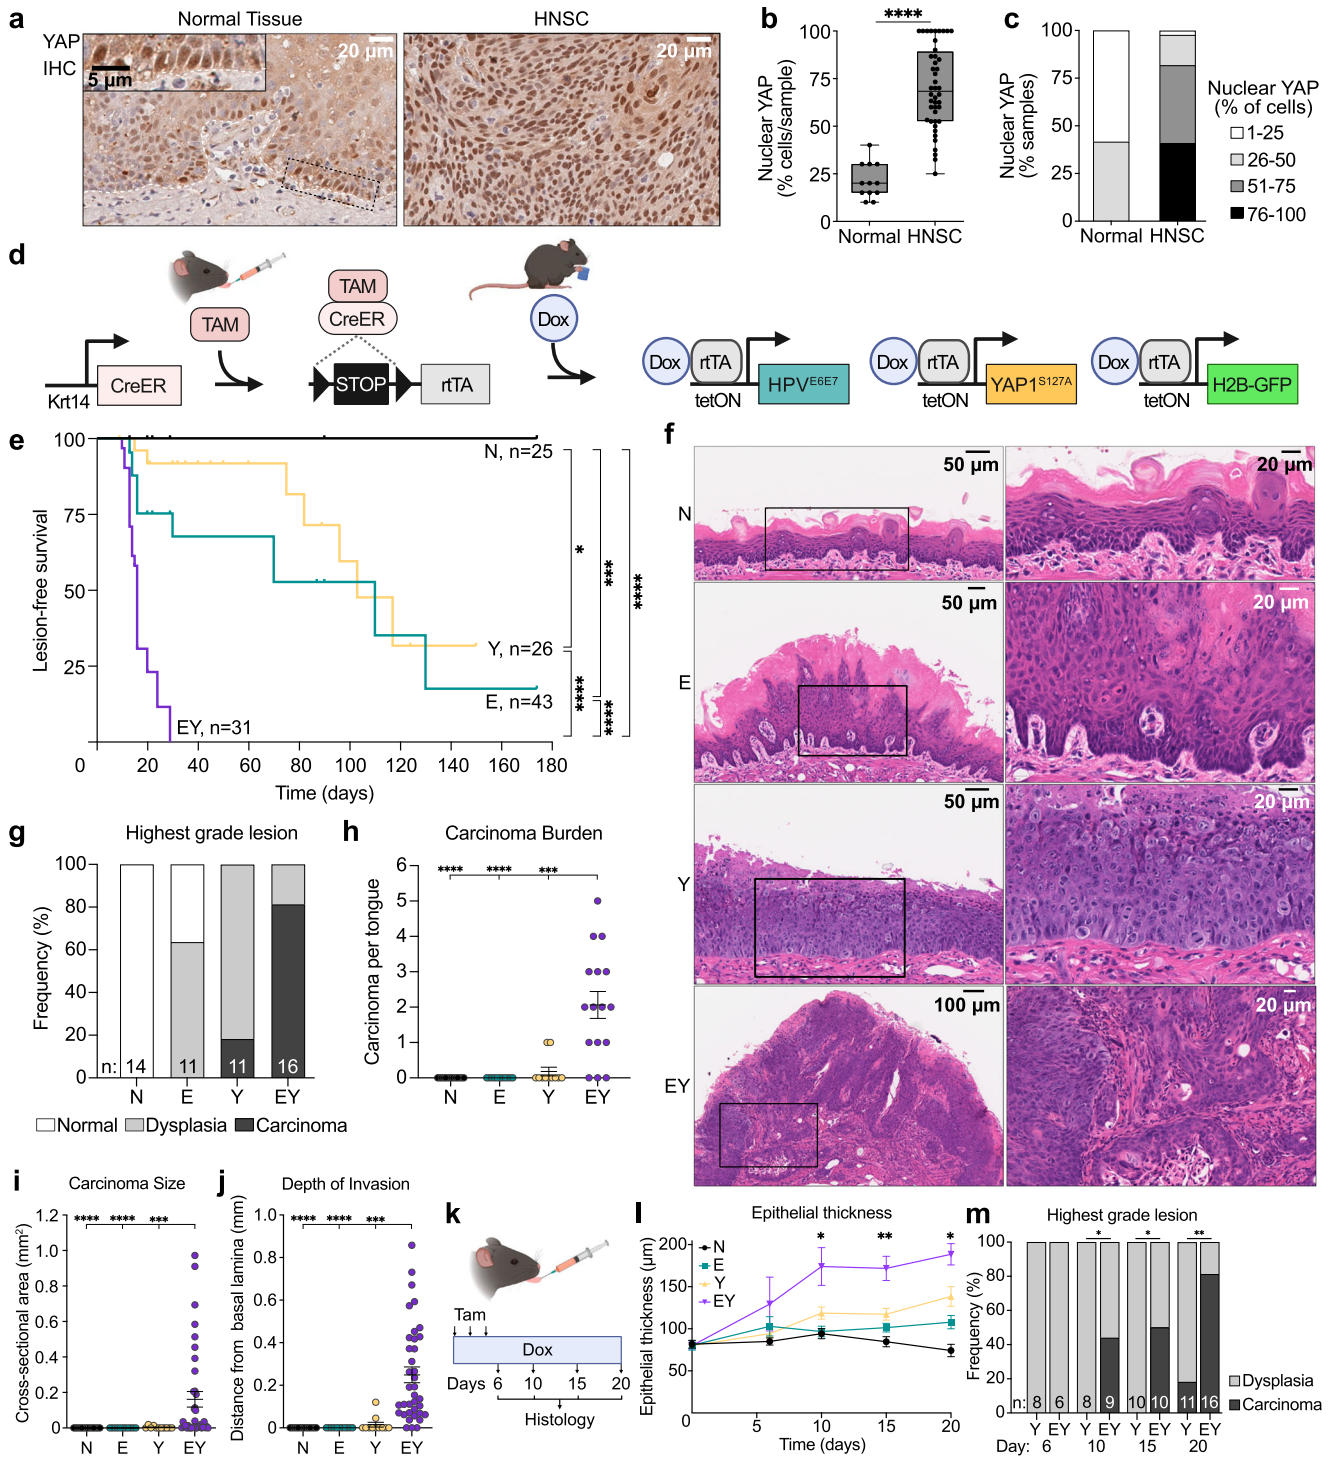 a
Normal Tissue
HNSC
YAP
IHC
5 µm
20 µm
20 µm
b
****
Nuclear YAP
(% cells/sample)
100
75
50
25
0
Normal HNSC
c
Nuclear YAP
(% samples)
100
75
50
25
0
Normal HNSC
Nuclear YAP
(% of cells)
1-25
26-50
51-75
76-100
d
TAM
Krt14
CreER
TAM
CreER
STOP
rtTA
Dox
Dox rtTA
tetON
HPV^E6E7
Dox rtTA
tetON
YAP1^S127A
Dox rtTA
tetON
H2B-GFP
e
Lesion-free survival
100
75
50
25
0 20 40 60 80 100 120 140 160 180
Time (days)
N, n=25
Y, n=26
E, n=43
EY, n=31
*
***
****
****
****
f
N
50 µm
20 µm
E
50 µm
20 µm
Y
50 µm
20 µm
EY
100 µm
20 µm
g
Highest grade lesion
Frequency (%)
100
80
60
40
20
0
n: 14 11 11 16
N E Y EY
Normal Dysplasia Carcinoma
h
Carcinoma Burden
Carcinoma per tongue
6
5
4
3
2
1
0
**** **** ***
N E Y EY
i
Carcinoma Size
Cross-sectional area (mm²)
1.2
1.0
0.8
0.6
0.4
0.2
0
**** **** ***
N E Y EY
j
Depth of Invasion
Distance from basal lamina (mm)
1.0
0.8
0.6
0.4
0.2
0
**** **** ***
N E Y EY
k
Tam
Dox
Days 6 10 15 20
Histology
l
Epithelial thickness
Epithelial thickness (µm)
200
150
100
50
0
N
E
Y
EY
* ** *
0 5 10 15 20
Time (days)
m
Highest grade lesion
Frequency (%)
100
80
60
40
20
0
* * **
n: 8 6 8 9 10 10 11 16
Y EY Y EY Y EY Y EY
Day: 6 10 15 20
Dysplasia
Carcinoma